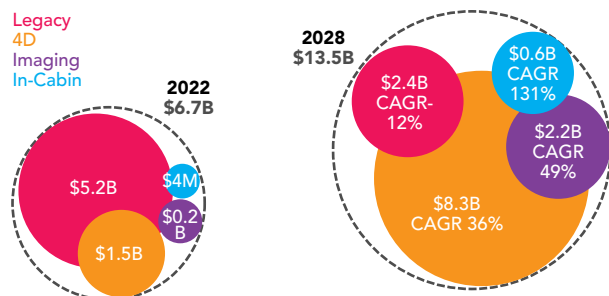 Legacy
4D
Imaging
In-Cabin
2022
$6.7B
$5.2B
$4M
$0.2
B
$1.5B
2028
$13.5B
$2.4B
CAGR-
12%
$0.6B
CAGR
131%
$2.2B
CAGR
49%
$8.3B
CAGR 36%